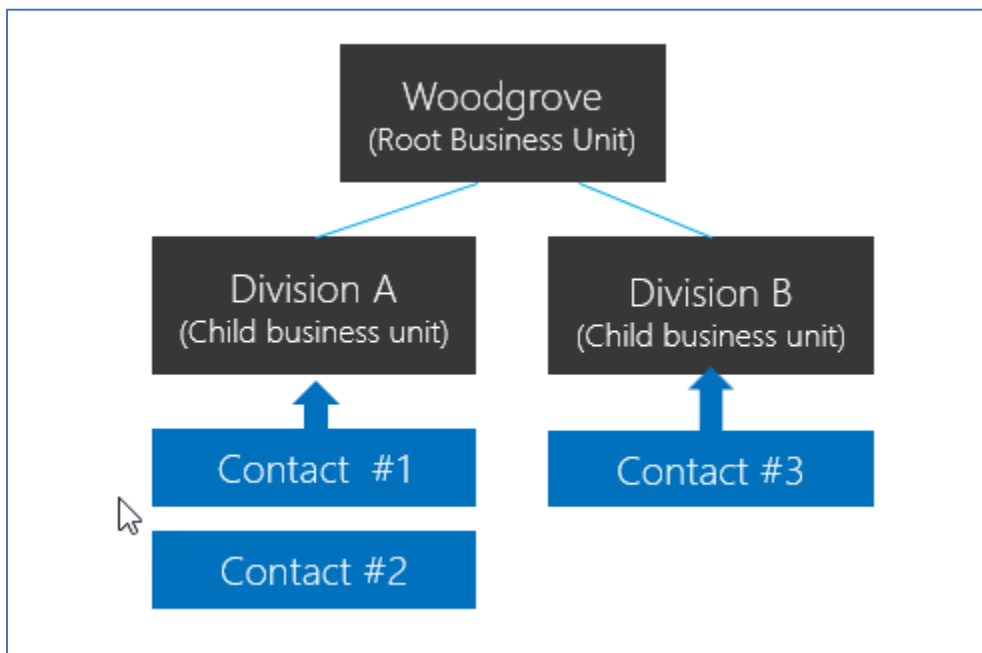 Woodgrove
(Root Business Unit)
Division A
(Child business unit)
Division B
(Child business unit)
Contact #1
Contact #2
Contact #3